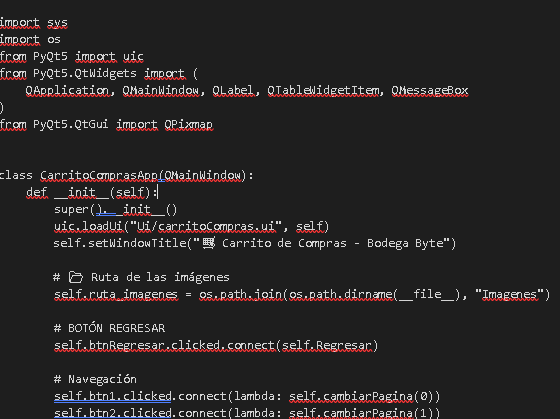 import sys
import os
from PyQt5 import uic
from PyQt5.QtWidgets import (
    QApplication, QMainWindow, QLabel, QTableWidgetItem, QMessageBox
)
from PyQt5.QtGui import QPixmap
class CarritoComprasApp(QMainWindow):
    def __init__(self):
        super().__init__()
        uic.loadUi("Ui/carritoCompras.ui", self)
        self.setWindowTitle("🛒 Carrito de Compras - Bodega Byte")
        # 📂 Ruta de las imágenes
        self.ruta_imagenes = os.path.join(os.path.dirname(__file__), "Imagenes")
        # BOTÓN REGRESAR
        self.btnRegresar.clicked.connect(self.Regresar)
        # Navegación
        self.btn1.clicked.connect(lambda: self.cambiarPagina(0))
        self.btn2.clicked.connect(lambda: self.cambiarPagina(1))